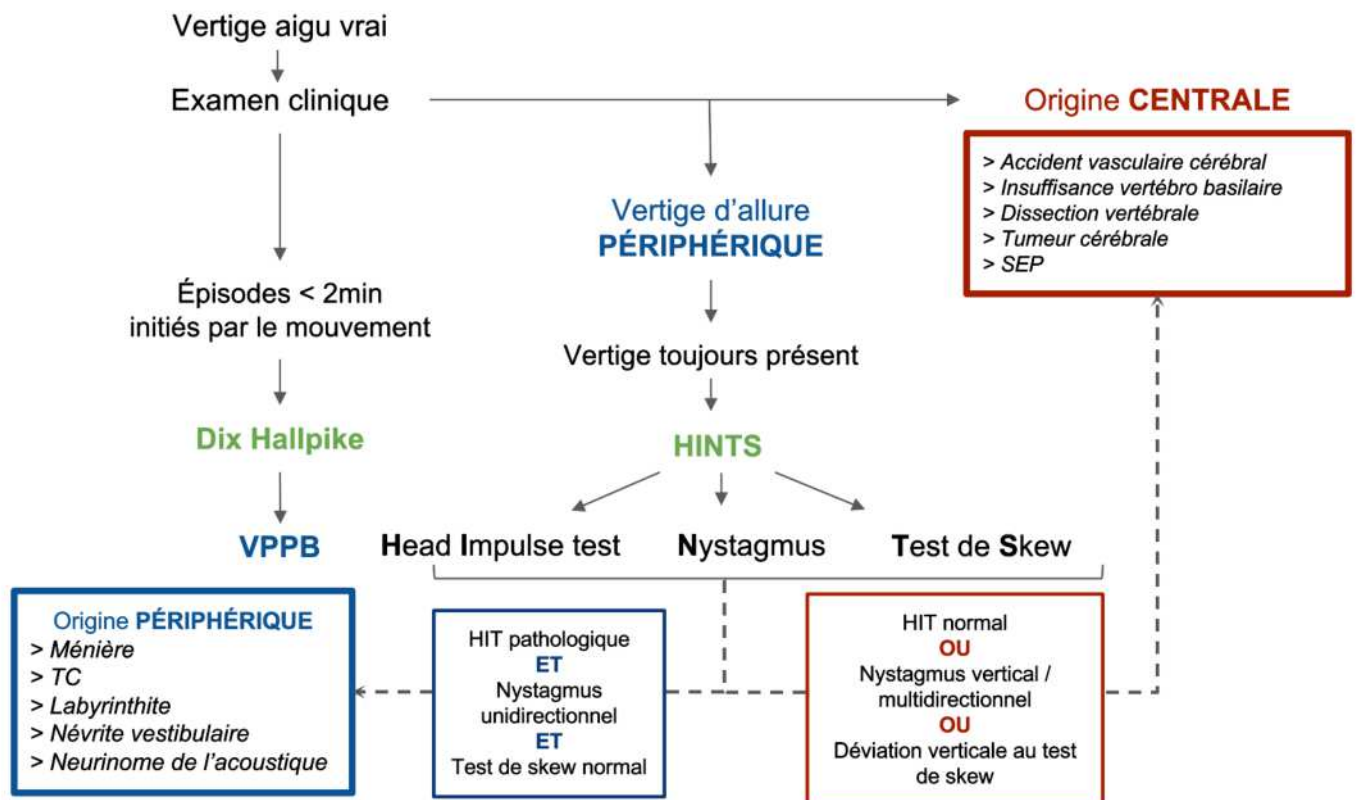 Vertige aigu vrai
Examen clinique
Origine CENTRALE
> Accident vasculaire cérébral
> Insuffisance vertébro basilaire
> Dissection vertébrale
> Tumeur cérébrale
> SEP
Vertige d'allure
PÉRIPHÉRIQUE
Épisodes < 2min
initiés par le mouvement
Vertige toujours présent
Dix Hallpike
HINTS
VPPB
Head Impulse test
Nystagmus
Test de Skew
Origine PÉRIPHÉRIQUE
> Ménière
> TC
> Labyrinthite
> Névrite vestibulaire
> Neurinome de l'acoustique
HIT pathologique
ET
Nystagmus
unidirectionnel
ET
Test de skew normal
HIT normal
OU
Nystagmus vertical /
multidirectionnel
OU
Déviation verticale au test
de skew